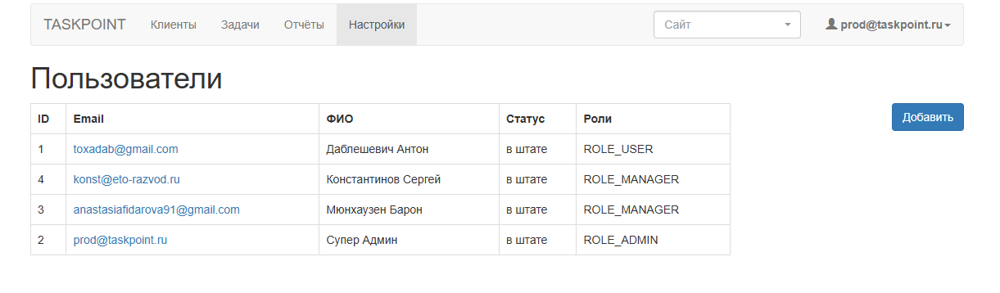 TASKPOINT Клиенты Задачи Отчёты Настройки Сайт prod@taskpoint.ru
Пользователи
ID Email ФИО Статус Роли Добавить
1 toxadab@gmail.com Даблешевич Антон в штате ROLE_USER
4 konst@eto-razvod.ru Константинов Сергей в штате ROLE_MANAGER
3 anastasiafidarova91@gmail.com Мюнхаузен Барон в штате ROLE_MANAGER
2 prod@taskpoint.ru Супер Админ в штате ROLE_ADMIN